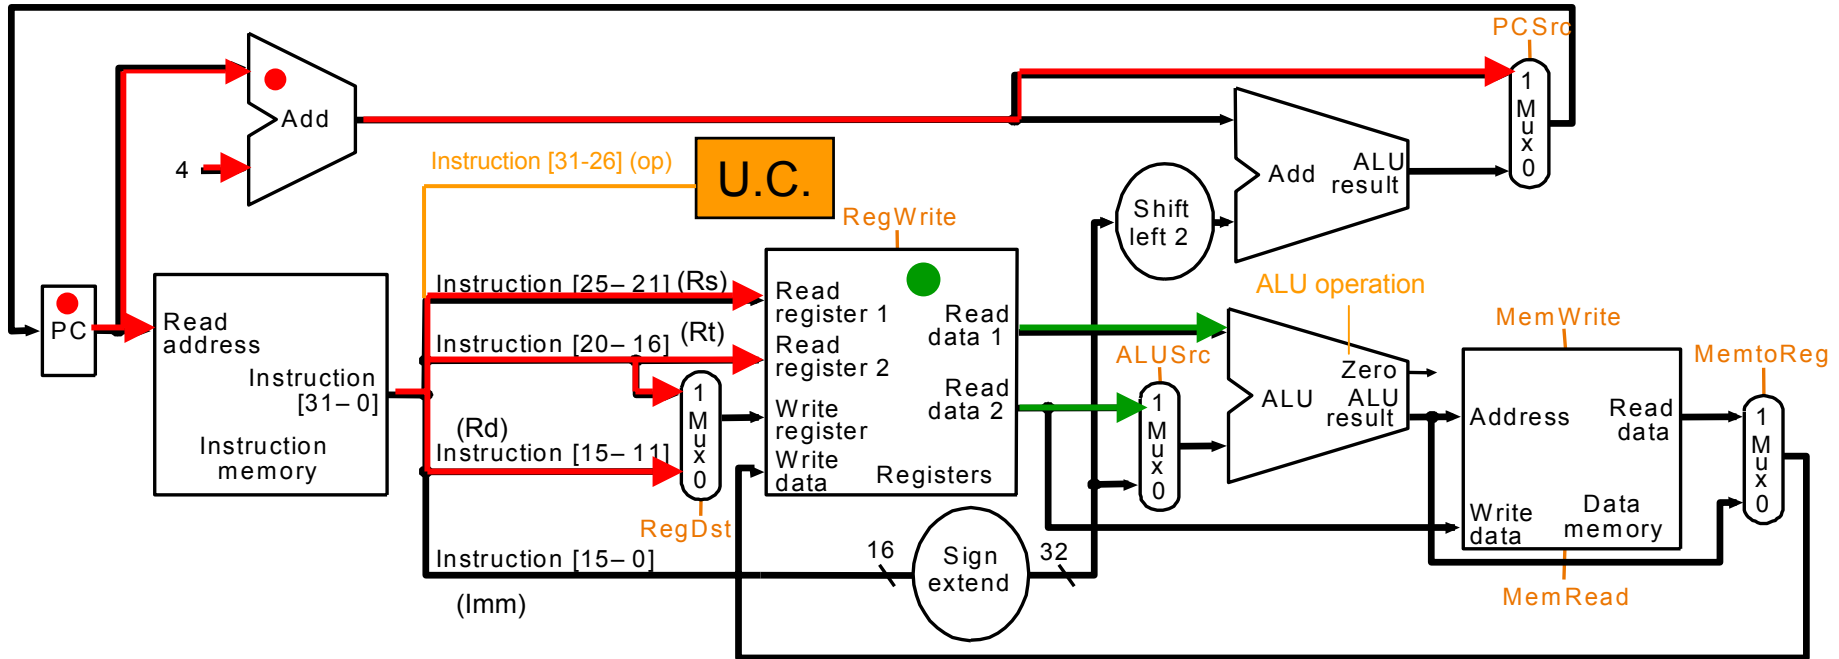 PCSrc
1
M
u
x
0
Add
4
Instruction [31-26] (op)
U.C.
Add
ALU
result
Shift
left 2
RegWrite
Instruction [25– 21] (Rs)
Read
register 1
Read
data 1
ALU operation
PC
Read
address
Instruction [20– 16] (Rt)
Read
register 2
Read
data 2
ALUSrc
Zero
ALU
ALU
result
MemWrite
MemtoReg
Instruction
[31– 0]
Instruction
memory
1
M
u
x
0
Write
register
Write
data
Registers
1
M
u
x
0
Address
Read
data
Write
data
Data
memory
1
M
u
x
0
(Rd)
Instruction [15– 11]
RegDst
Instruction [15– 0]
(Imm)
16
Sign
extend
32
MemRead